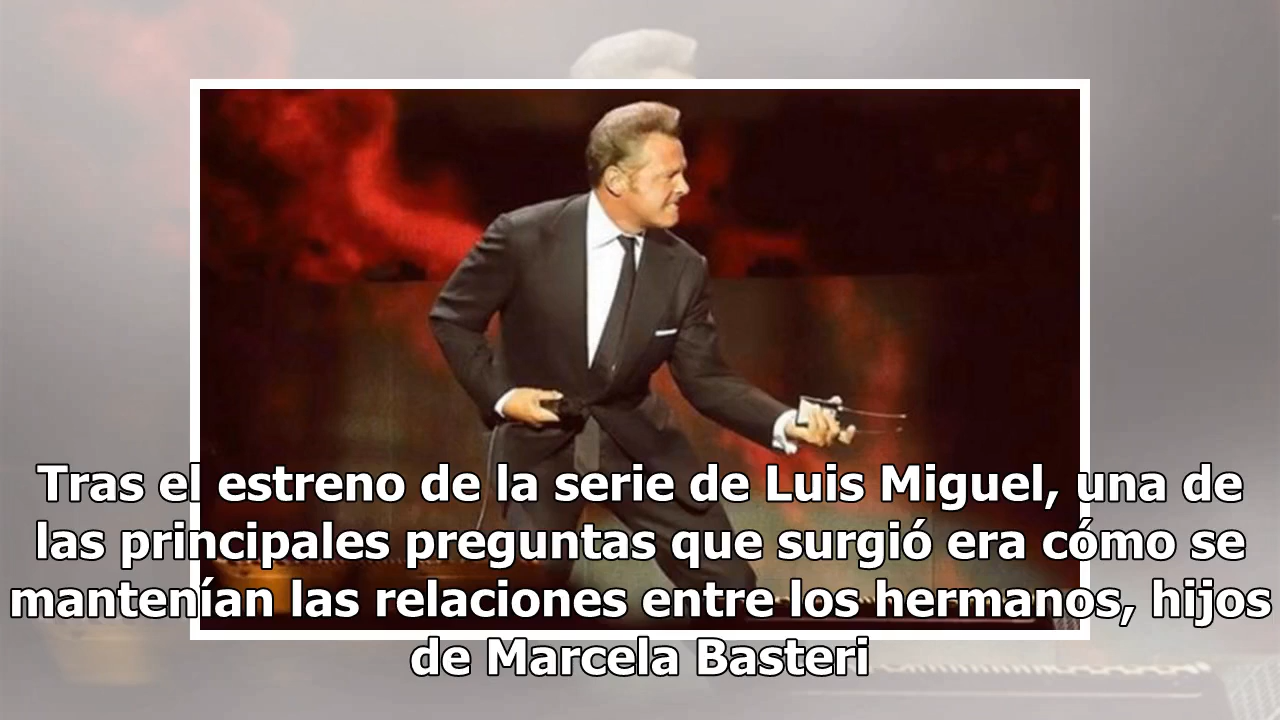 Tras el estreno de la serie de Luis Miguel, una de
las principales preguntas que surgió era cómo se
mantenían las relaciones entre los hermanos, hijos
de Marcela Basteri